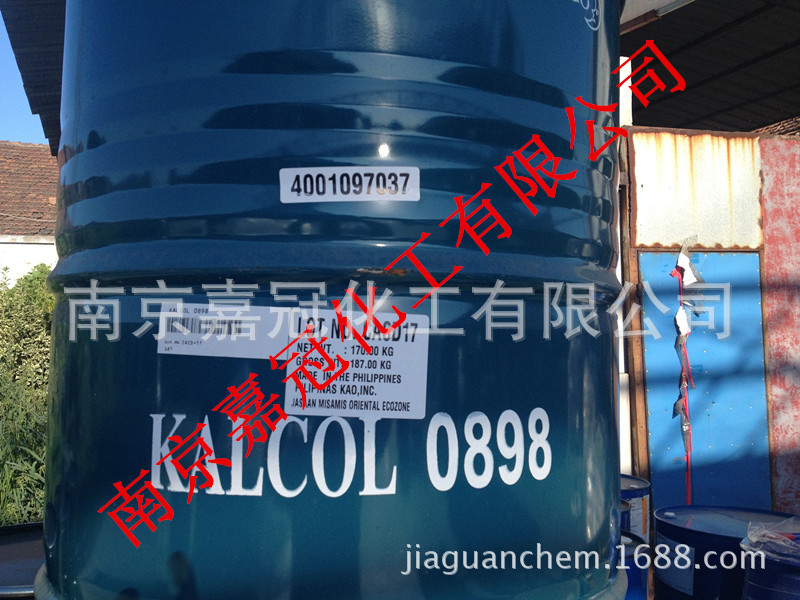 4001097037
南京嘉冠化工有限公司
南京嘉冠化工有限公司
KALCOL 0898
NET WT. : 170.00 KG
GROSS : 187.00 KG
MADE IN THE PHILIPPINES
PILIPINAS KAO, INC.
JASAAN MISAMIS ORIENTAL ECOZONE
KALCOL 0898
jiaguanchem.1688.com